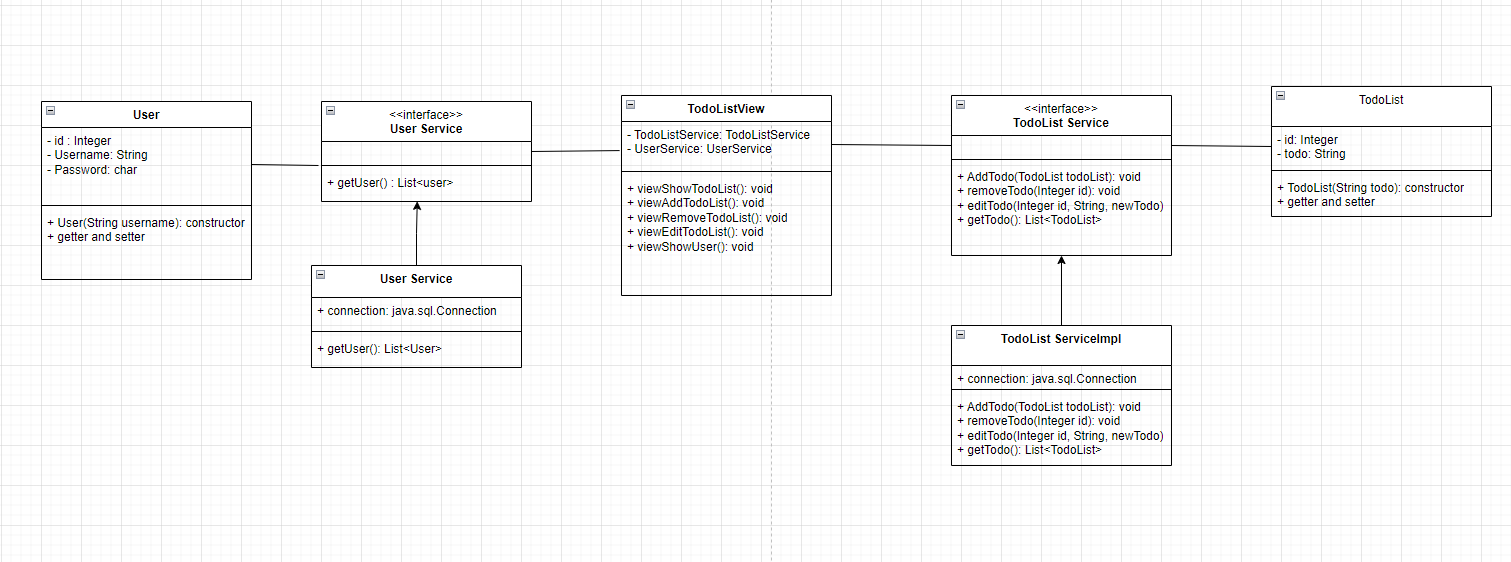 User
- id : Integer
- Username: String
- Password: char
+ User(String username): constructor
+ getter and setter
<<interface>>
User Service
+ getUser() : List<user>
User Service
+ connection: java.sql.Connection
+ getUser(): List<User>
TodoListView
- TodoListService: TodoListService
- UserService: UserService
+ viewShowTodoList(): void
+ viewAddTodoList(): void
+ viewRemoveTodoList(): void
+ viewEditTodoList(): void
+ viewShowUser(): void
<<interface>>
TodoList Service
+ AddTodo(TodoList todoList): void
+ removeTodo(Integer id): void
+ editTodo(Integer id, String, newTodo)
+ getTodo(): List<TodoList>
TodoList ServiceImpl
+ connection: java.sql.Connection
+ AddTodo(TodoList todoList): void
+ removeTodo(Integer id): void
+ editTodo(Integer id, String, newTodo)
+ getTodo(): List<TodoList>
TodoList
- id: Integer
- todo: String
+ TodoList(String todo): constructor
+ getter and setter